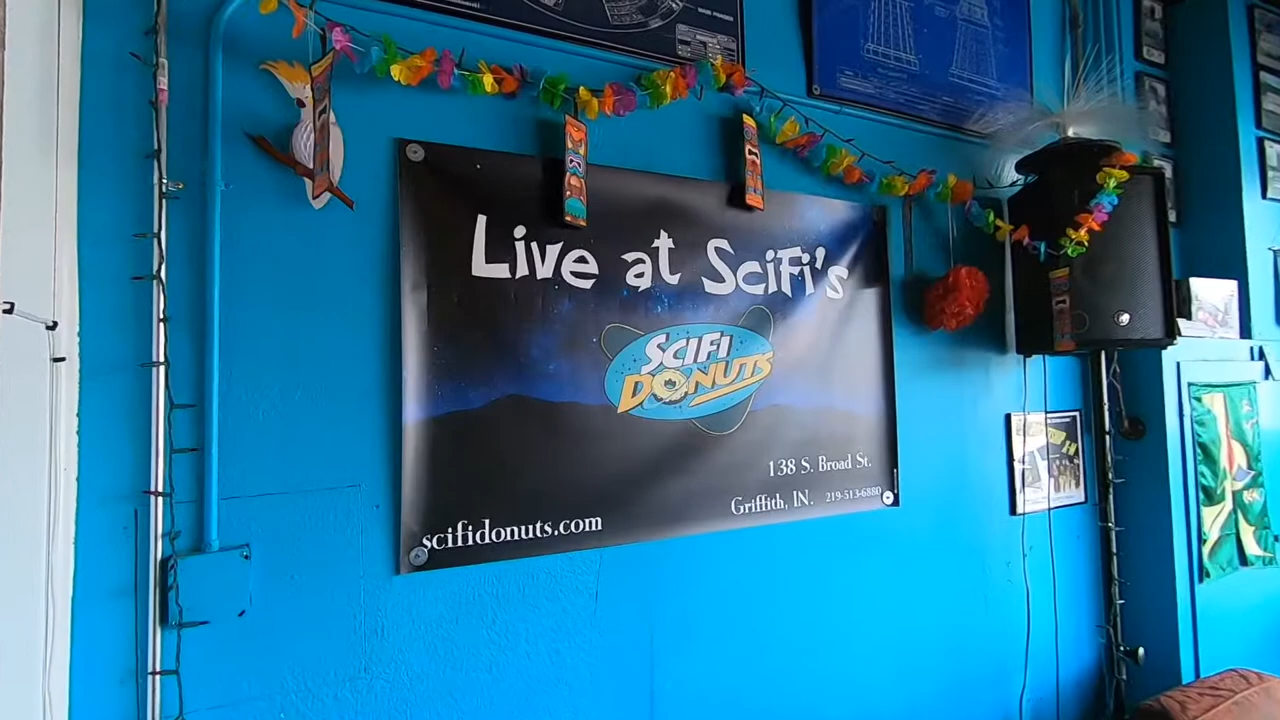 Live at SciFi's
SCIFI
DONUTS
138 S. Broad St.
Griffith, IN. 219-513-6880
scifidonuts.com